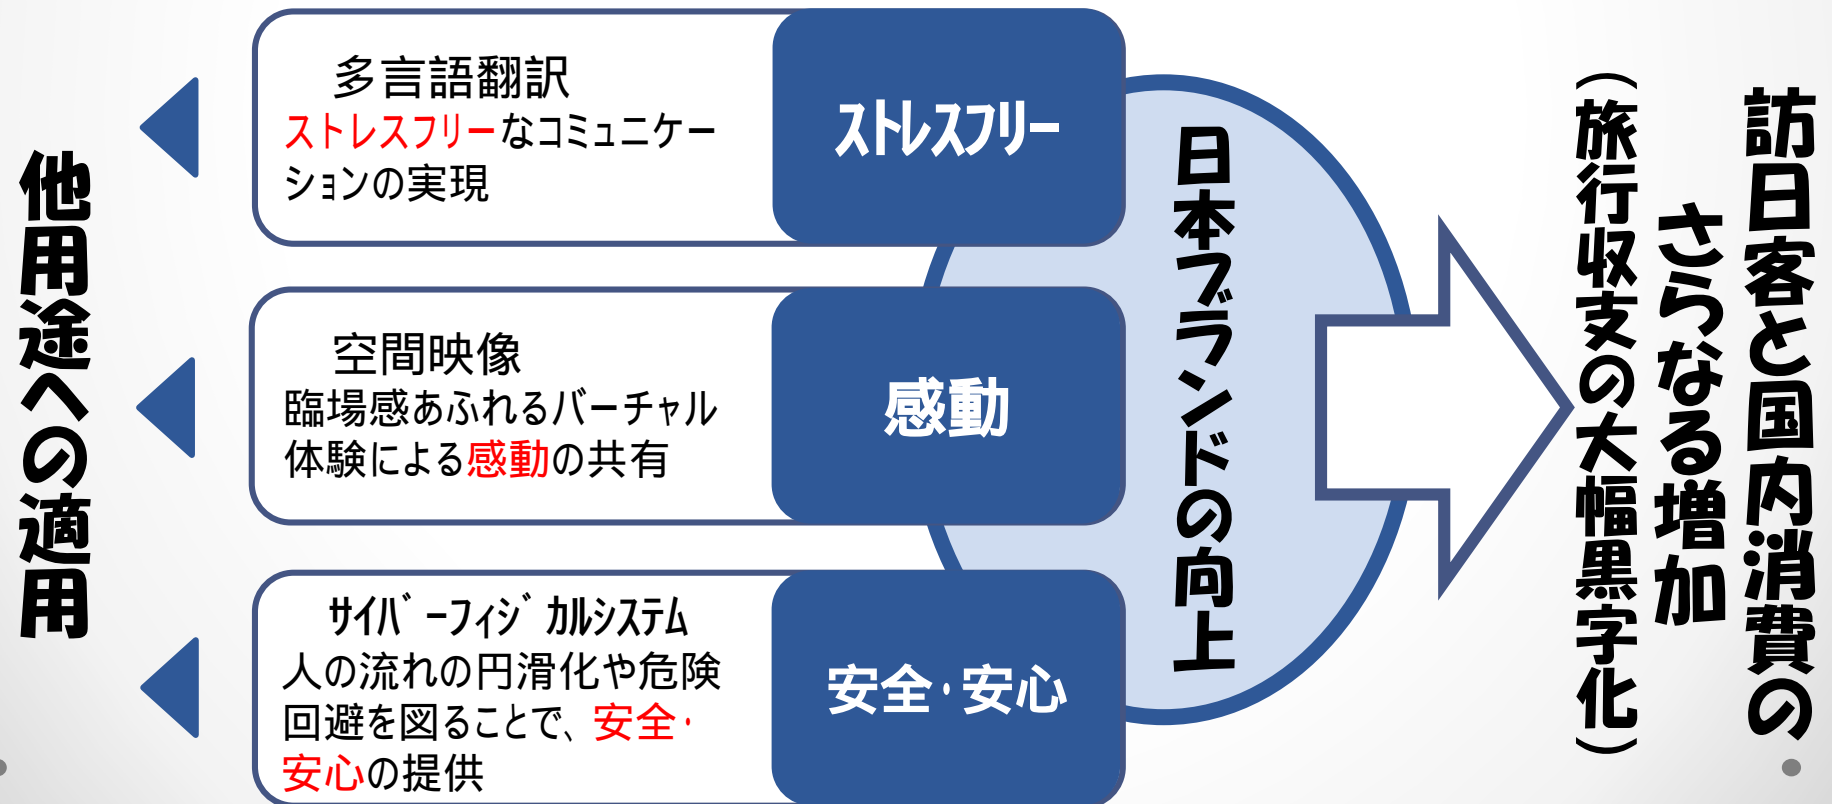 多言語翻訳
ストレスフリーなコミュニケー
ションの実現
ストレスフリー
空間映像
臨場感あふれるバーチャル
体験による感動の共有
感動
サイバーフィジカルシステム
人の流れの円滑化や危険
回避を図ることで、安全・
安心の提供
安全・安心
日本ブランドの向上
訪日客と国内消費の
さらなる増加
（旅行収支の大幅黒字化）
他用途への適用